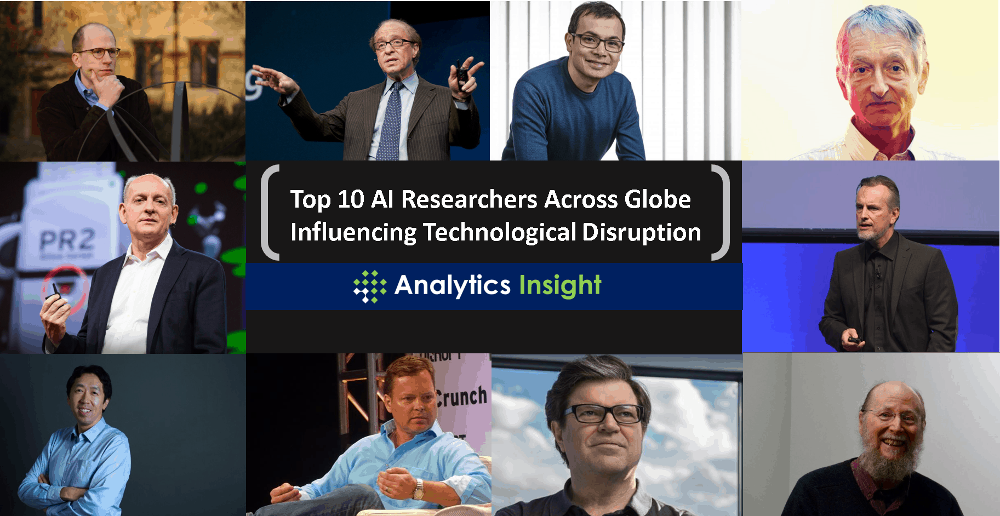 g
PR2
Top 10 AI Researchers Across Globe
Influencing Technological Disruption
Analytics Insight
Crunch